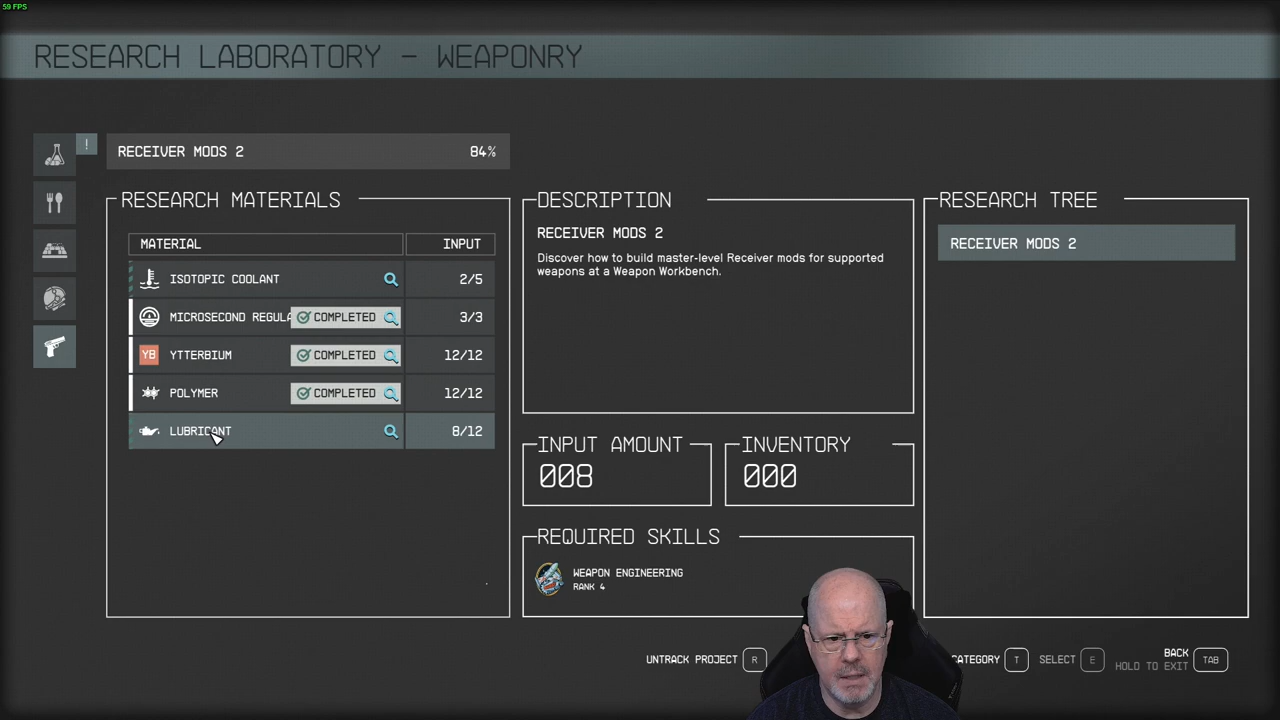 59 FPS
RESEARCH LABORATORY - WEAPONRY
!
RECEIVER MODS 2 84%
RESEARCH MATERIALS
MATERIAL INPUT
ISOTOPIC COOLANT 2/5
MICROSECOND REGULA COMPLETED 3/3
YB YTTERBIUM COMPLETED 12/12
POLYMER COMPLETED 12/12
LUBRICANT 8/12
DESCRIPTION
RECEIVER MODS 2
Discover how to build master-level Receiver mods for supported
weapons at a Weapon Workbench.
INPUT AMOUNT
008
INVENTORY
000
REQUIRED SKILLS
WEAPON ENGINEERING
RANK 4
RESEARCH TREE
RECEIVER MODS 2
UNTRACK PROJECT R
CATEGORY T
SELECT E
BACK
HOLD TO EXIT TAB